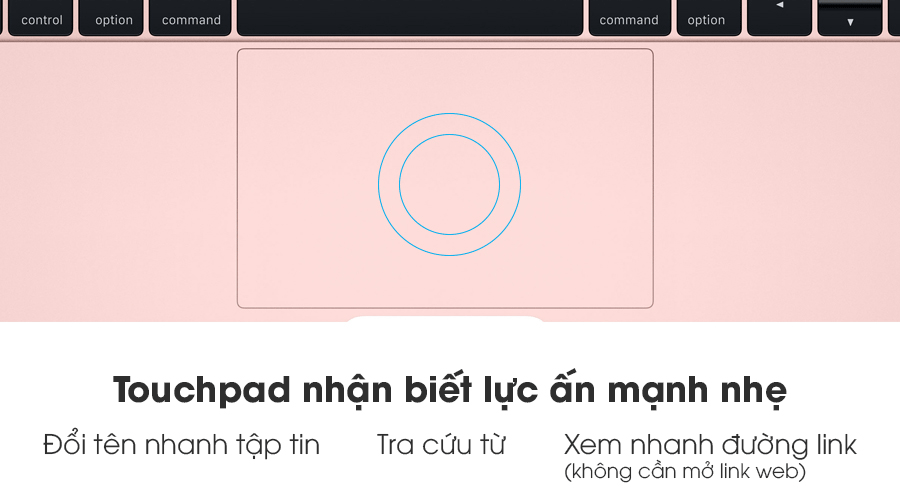 control option command command option
Touchpad nhận biết lực ấn mạnh nhẹ
Đổi tên nhanh tập tin Tra cứu từ Xem nhanh đường link
(không cần mở link web)